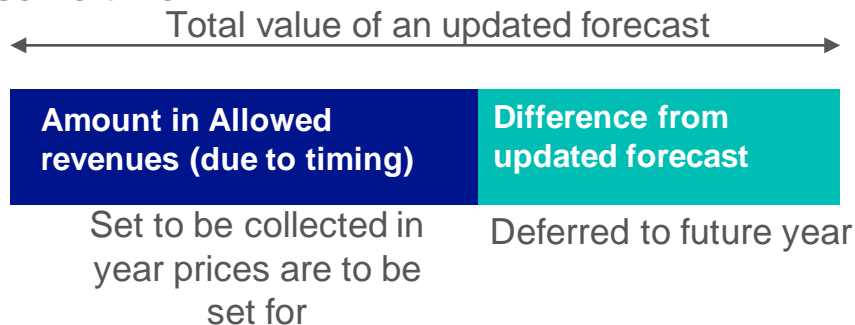 Total value of an updated forecast
Amount in Allowed
revenues (due to timing)
Difference from
updated forecast
Set to be collected in
year prices are to be
set for
Deferred to future year